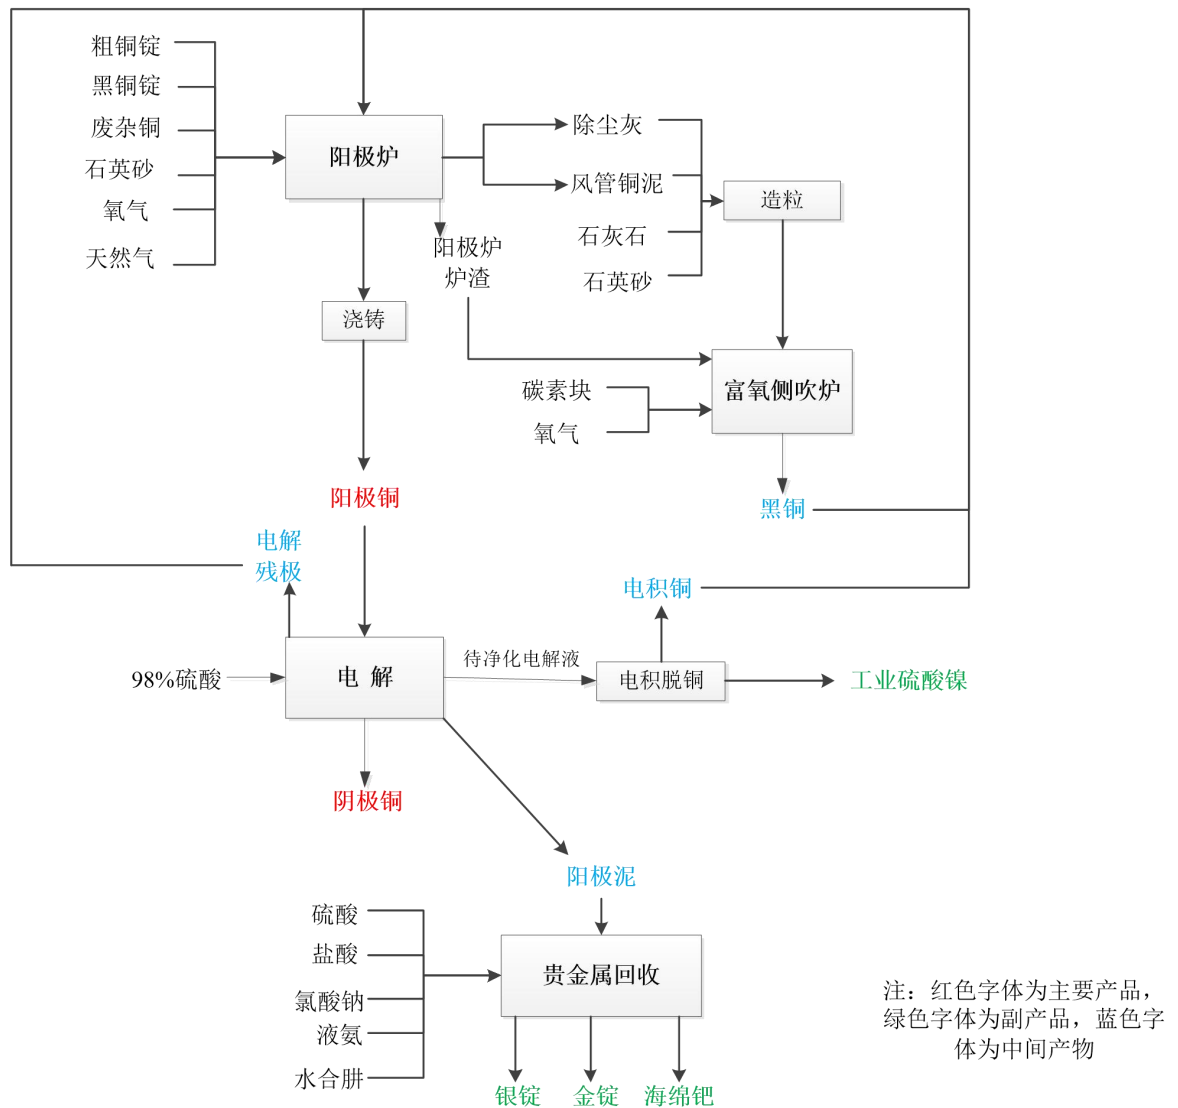 粗铜锭
黑铜锭
废杂铜
石英砂
氧气
天然气
阳极炉
除尘灰
风管铜泥
石灰石
石英砂
造粒
阳极炉
炉渣
浇铸
碳素块
氧气
富氧侧吹炉
阳极铜
黑铜
电解
残极
电积铜
98%硫酸
电 解
待净化电解液
电积脱铜
工业硫酸镍
阴极铜
阳极泥
硫酸
盐酸
氯酸钠
液氨
水合肼
贵金属回收
银锭
金锭
海绵钯
注：红色字体为主要产品，
绿色字体为副产品，蓝色字
体为中间产物